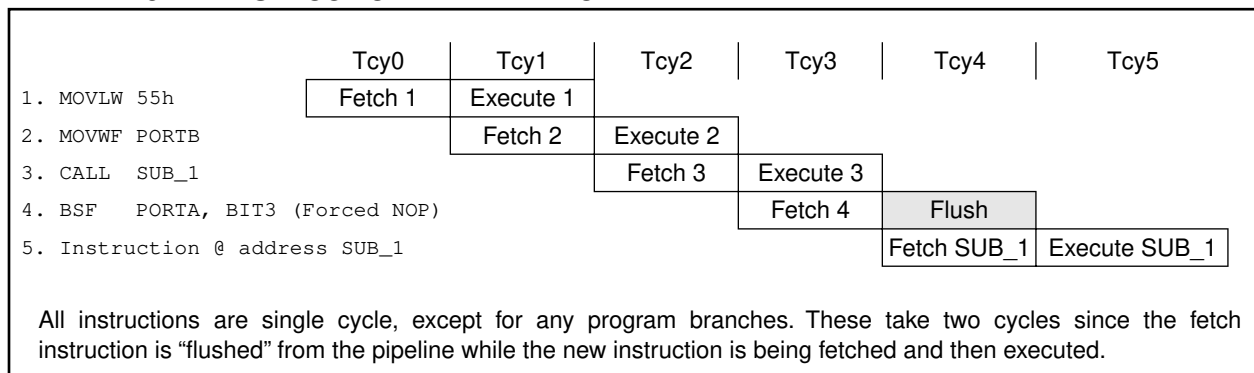 Tcy0 Tcy1 Tcy2 Tcy3 Tcy4 Tcy5
1. MOVLW 55h Fetch 1 Execute 1
2. MOVWF PORTB Fetch 2 Execute 2
3. CALL SUB_1 Fetch 3 Execute 3
4. BSF PORTA, BIT3 (Forced NOP) Fetch 4 Flush
5. Instruction @ address SUB_1 Fetch SUB_1 Execute SUB_1
All instructions are single cycle, except for any program branches. These take two cycles since the fetch
instruction is “flushed” from the pipeline while the new instruction is being fetched and then executed.